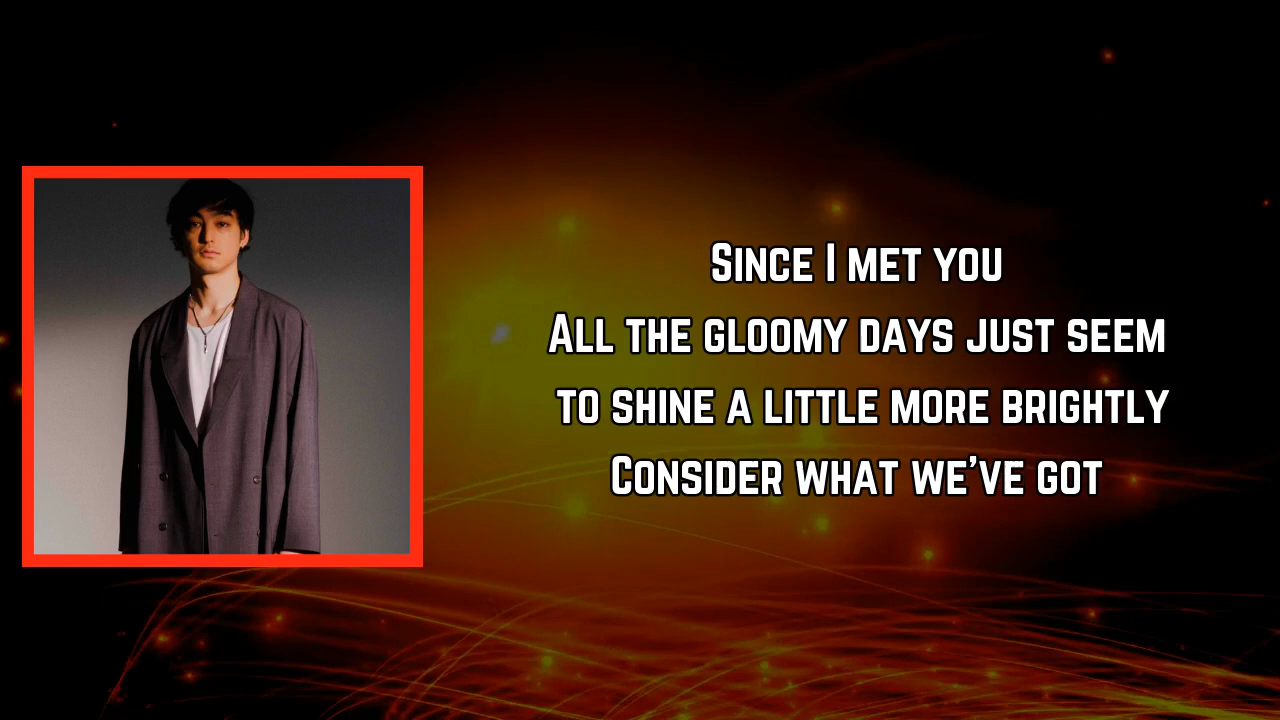 Since I met you
All the gloomy days just seem
to shine a little more brightly
Consider what we've got